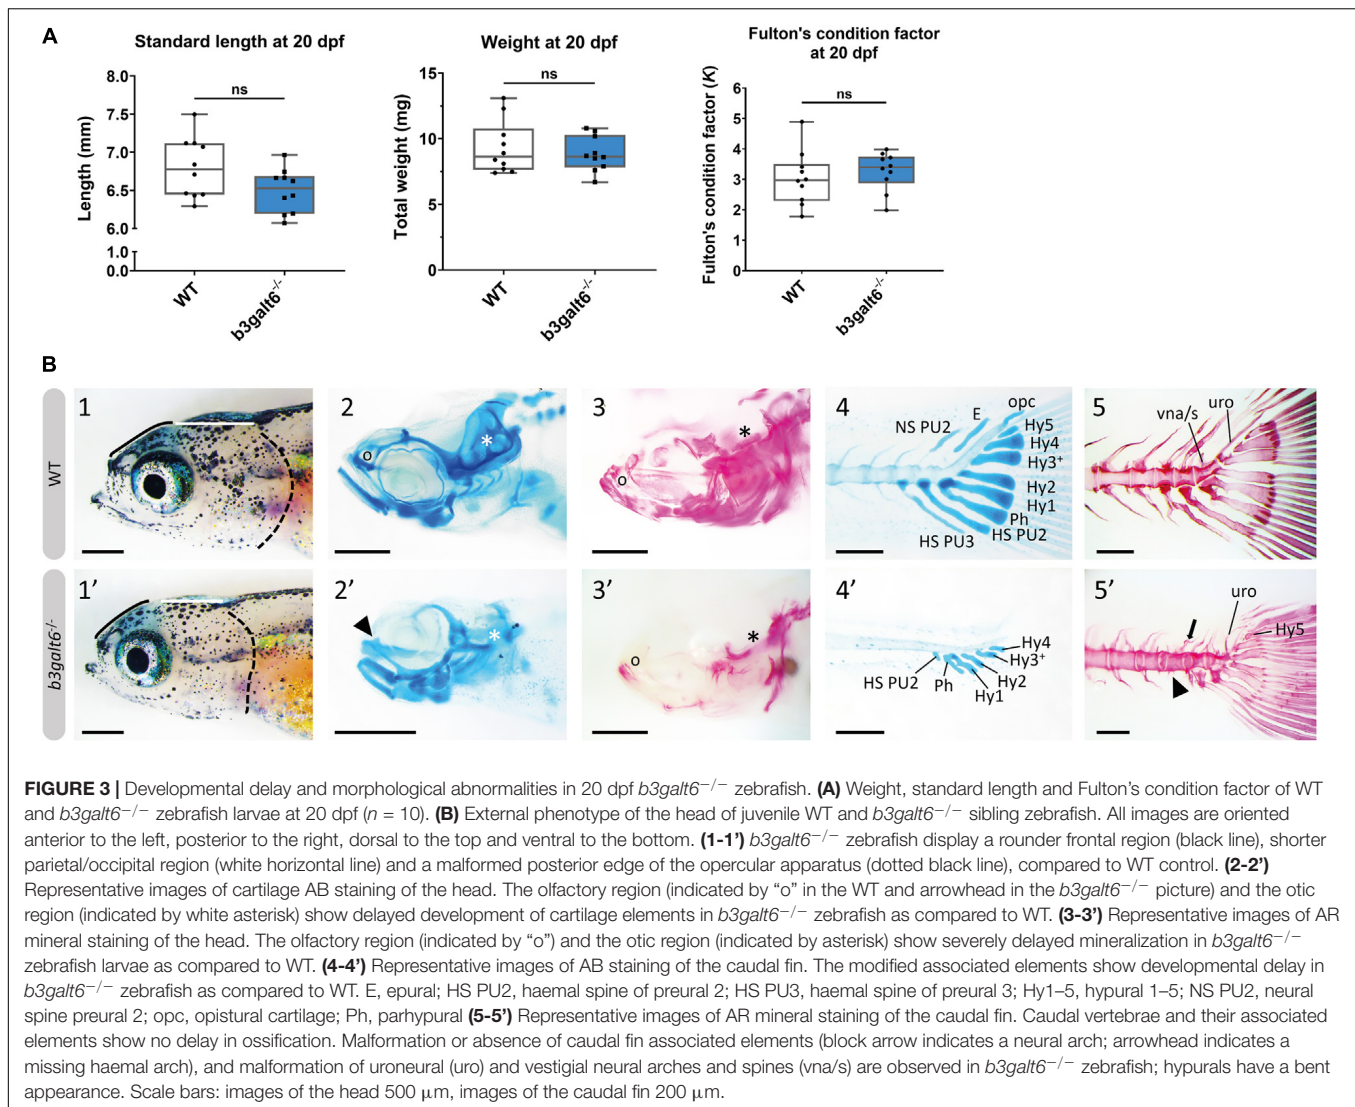 A
Standard length at 20 dpf
Length (mm)
8.0
7.5
7.0
6.5
6.0
1.0
0.0
ns
WT
b3galt6-/-
Weight at 20 dpf
Total weight (mg)
15
10
5
0
ns
WT
b3galt6-/-
Fulton's condition factor
at 20 dpf
Fulton's condition factor (K)
6
5
4
3
2
1
0
ns
WT
b3galt6-/-
B
WT
1
2
o
*
3
o
*
4
NS PU2
E
opc
Hy5
Hy4
Hy3+
Hy2
Hy1
Ph
HS PU2
HS PU3
5
vna/s
uro
b3galt6-/-
1’
2’
*
3’
o
*
4’
HS PU2
Ph
Hy1
Hy2
Hy3+
Hy4
5’
uro
Hy5
FIGURE 3 | Developmental delay and morphological abnormalities in 20 dpf b3galt6−/− zebrafish. (A) Weight, standard length and Fulton’s condition factor of WT
and b3galt6−/− zebrafish larvae at 20 dpf (n = 10). (B) External phenotype of the head of juvenile WT and b3galt6−/− sibling zebrafish. All images are oriented
anterior to the left, posterior to the right, dorsal to the top and ventral to the bottom. (1-1’) b3galt6−/− zebrafish display a rounder frontal region (black line), shorter
parietal/occipital region (white horizontal line) and a malformed posterior edge of the opercular apparatus (dotted black line), compared to WT control. (2-2’)
Representative images of cartilage AB staining of the head. The olfactory region (indicated by “o” in the WT and arrowhead in the b3galt6−/− picture) and the otic
region (indicated by white asterisk) show delayed development of cartilage elements in b3galt6−/− zebrafish as compared to WT. (3-3’) Representative images of AR
mineral staining of the head. The olfactory region (indicated by “o”) and the otic region (indicated by asterisk) show severely delayed mineralization in b3galt6−/−
zebrafish larvae as compared to WT. (4-4’) Representative images of AB staining of the caudal fin. The modified associated elements show developmental delay in
b3galt6−/− zebrafish as compared to WT. E, epural; HS PU2, haemal spine of preural 2; HS PU3, haemal spine of preural 3; Hy1–5, hypural 1–5; NS PU2, neural
spine preural 2; opc, opistural cartilage; Ph, parhypural (5-5’) Representative images of AR mineral staining of the caudal fin. Caudal vertebrae and their associated
elements show no delay in ossification. Malformation or absence of caudal fin associated elements (block arrow indicates a neural arch; arrowhead indicates a
missing haemal arch), and malformation of uroneural (uro) and vestigial neural arches and spines (vna/s) are observed in b3galt6−/− zebrafish; hypurals have a bent
appearance. Scale bars: images of the head 500 μm, images of the caudal fin 200 μm.